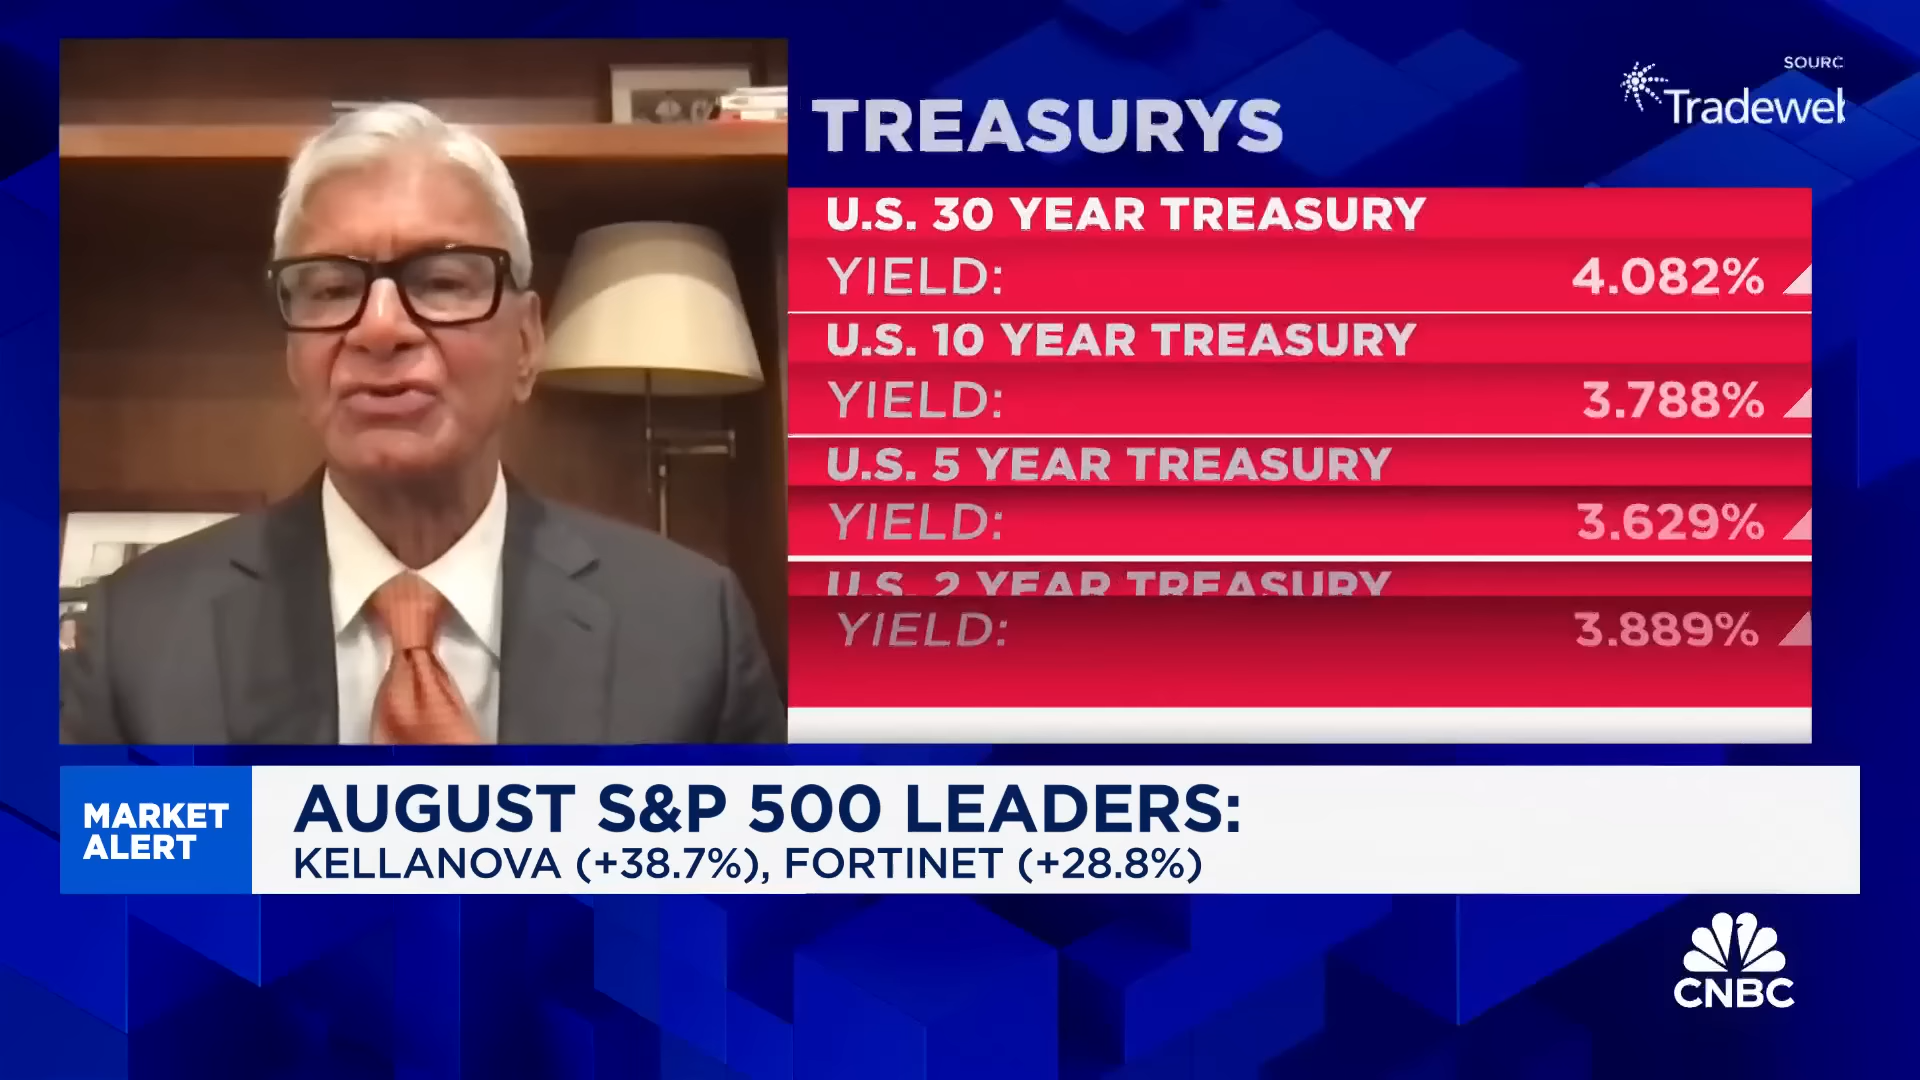 SOURC
Tradewel
TREASURYS
U.S. 30 YEAR TREASURY
YIELD: 4.082%
U.S. 10 YEAR TREASURY
YIELD: 3.788%
U.S. 5 YEAR TREASURY
YIELD: 3.629%
U.S. 2 YEAR TREASURY
YIELD: 3.889%
MARKET
ALERT
AUGUST S&P 500 LEADERS:
KELLANOVA (+38.7%), FORTINET (+28.8%)
CNBC